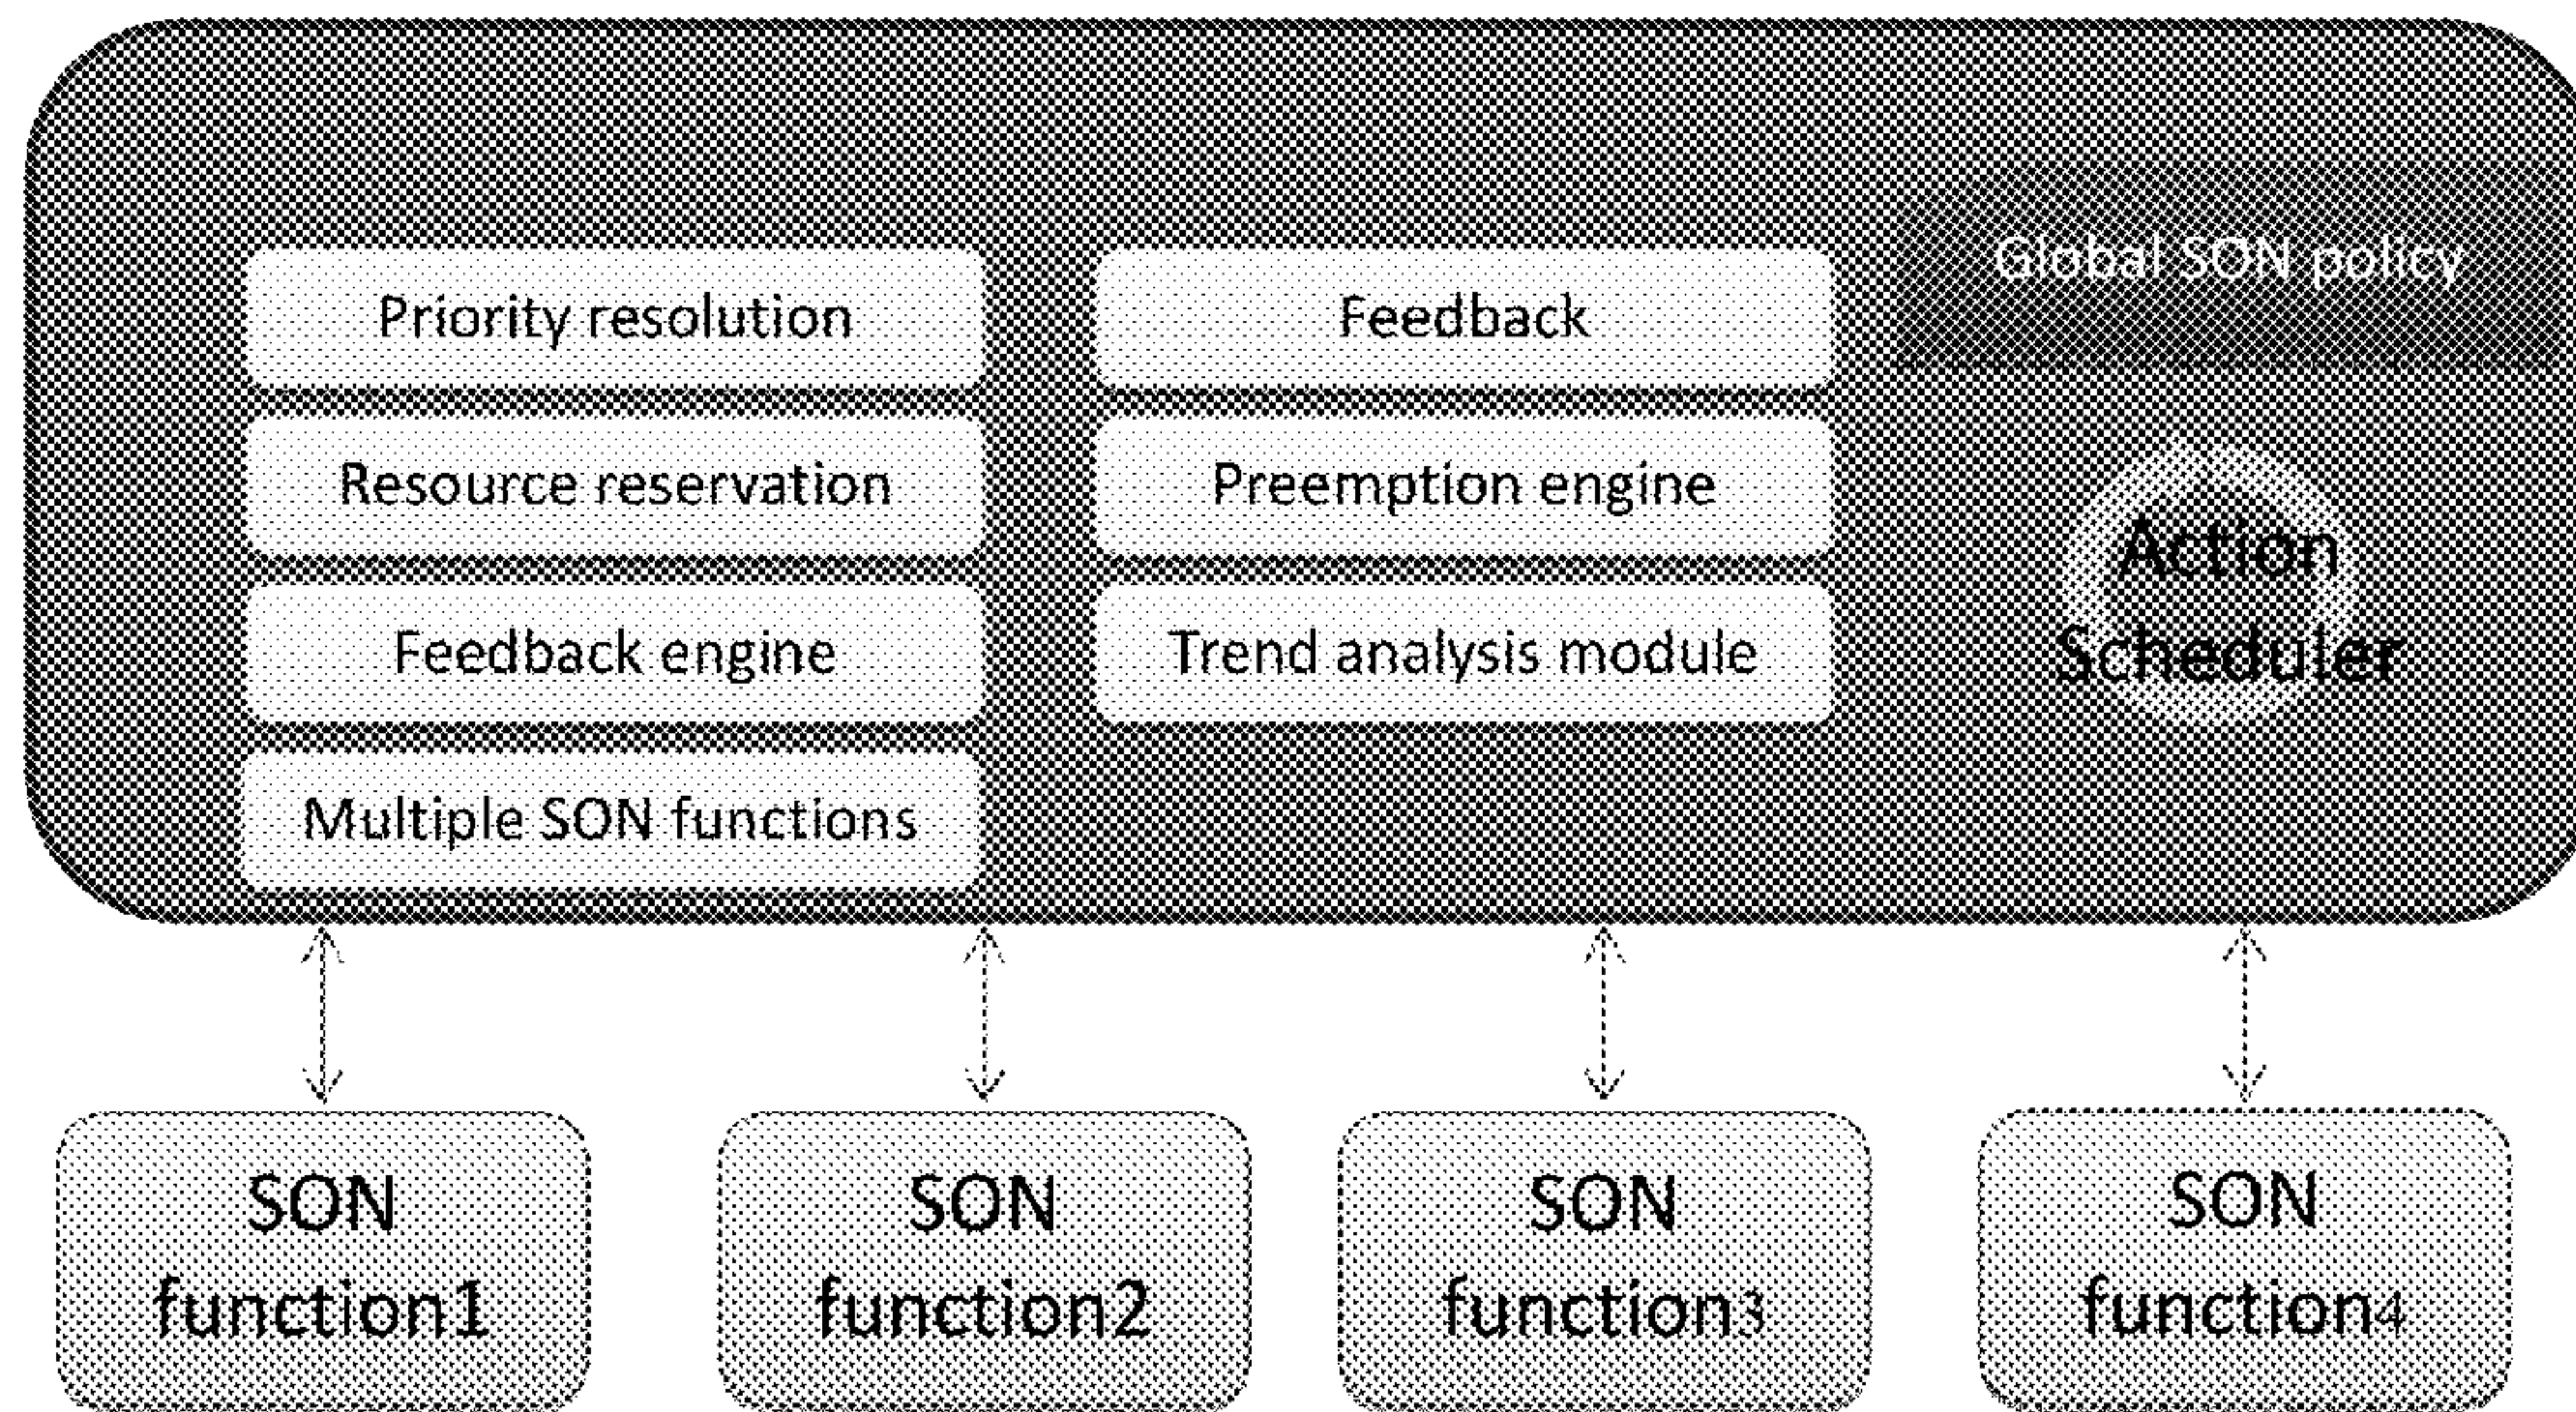 Global SON policy
Priority resolution
Feedback
Resource reservation
Preemption engine
Action
Scheduler
Feedback engine
Trend analysis module
Multiple SON functions
SON
function1
SON
function2
SON
function3
SON
function4